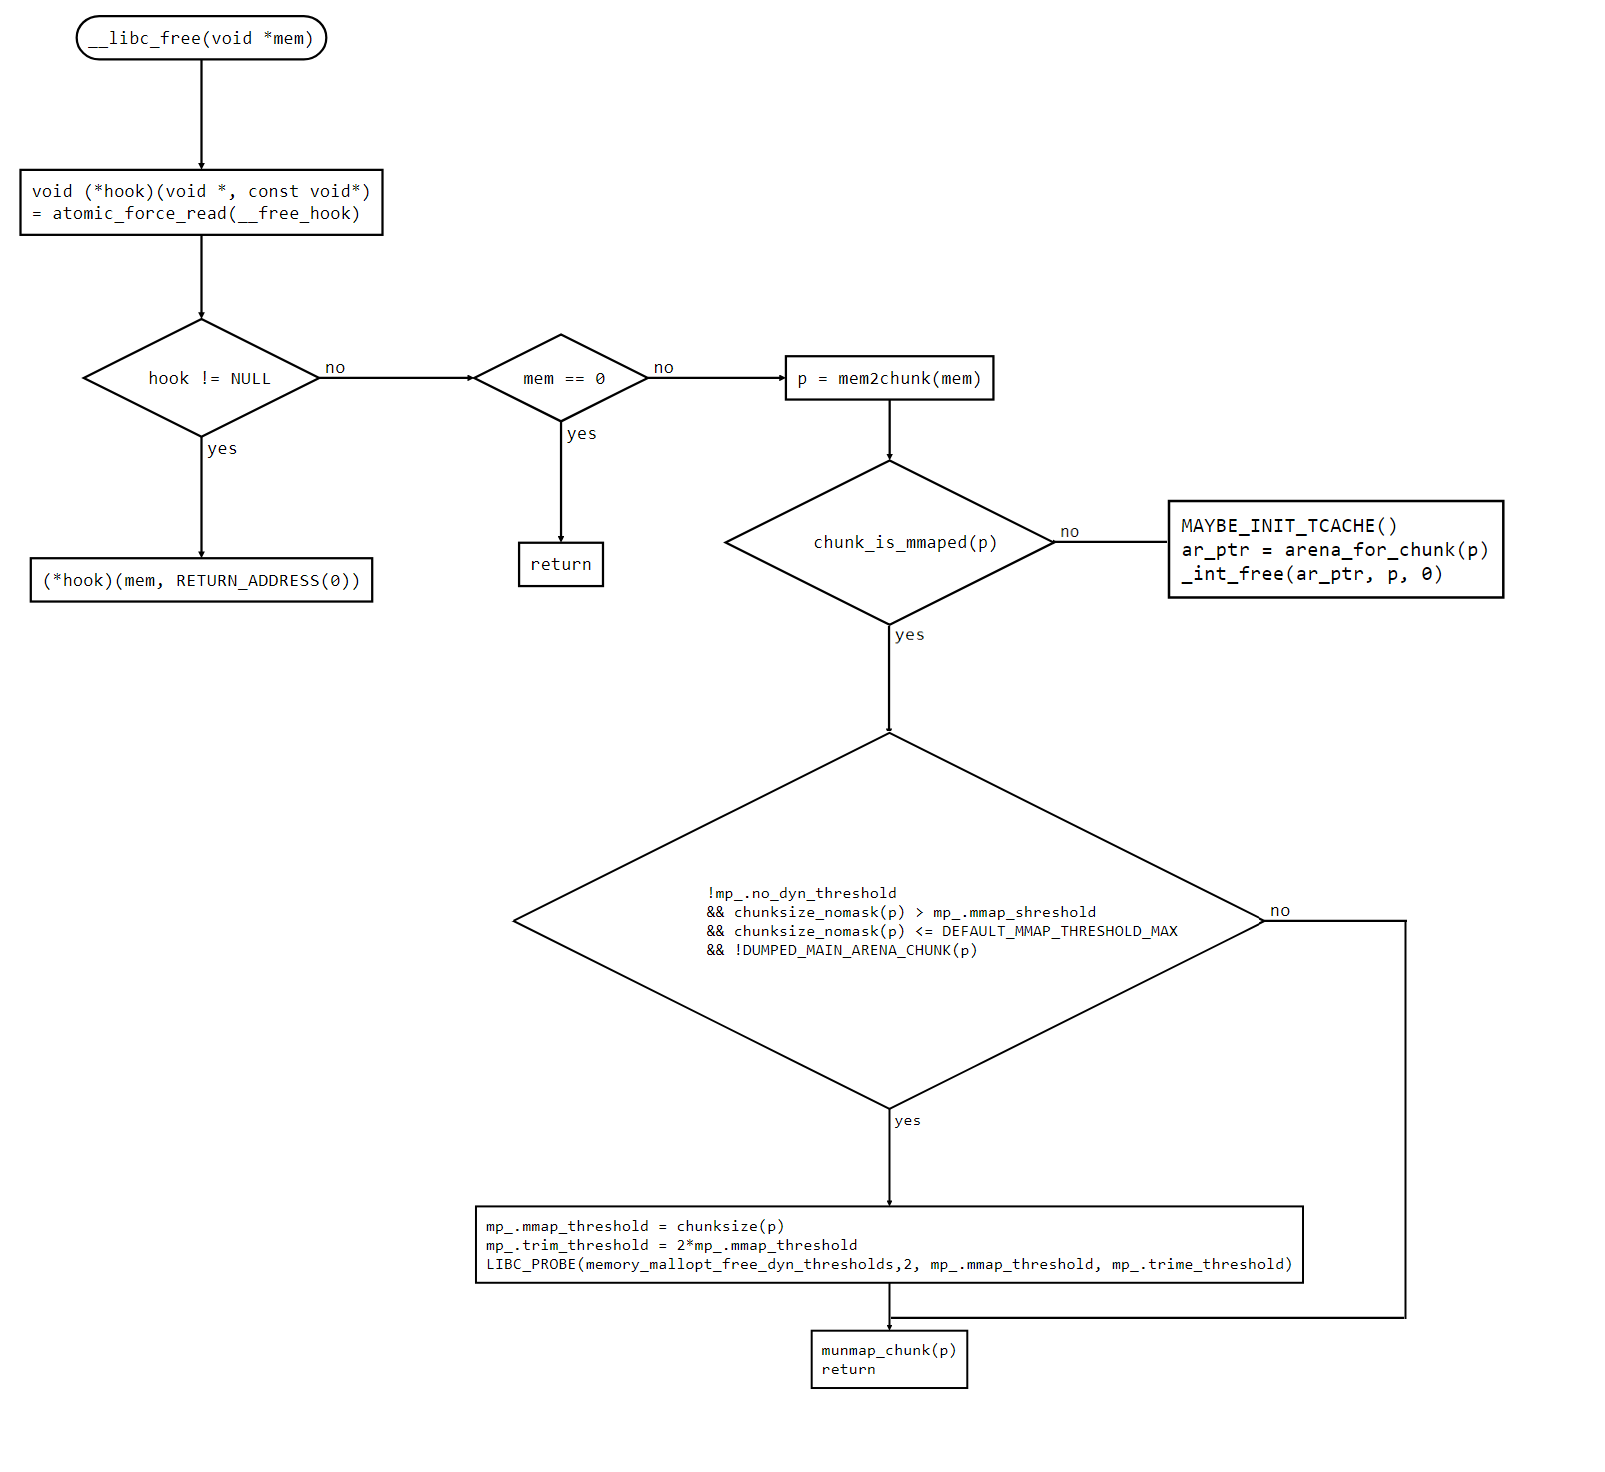 __libc_free(void *mem)
void (*hook)(void *, const void*)
= atomic_force_read(__free_hook)
hook != NULL
no
yes
(*hook)(mem, RETURN_ADDRESS(0))
mem == 0
no
yes
return
p = mem2chunk(mem)
chunk_is_mmaped(p)
no
yes
MAYBE_INIT_TCACHE()
ar_ptr = arena_for_chunk(p)
_int_free(ar_ptr, p, 0)
!mp_.no_dyn_threshold
&& chunksize_nomask(p) > mp_.mmap_shreshold
&& chunksize_nomask(p) <= DEFAULT_MMAP_THRESHOLD_MAX
&& !DUMPED_MAIN_ARENA_CHUNK(p)
no
yes
mp_.mmap_threshold = chunksize(p)
mp_.trim_threshold = 2*mp_.mmap_threshold
LIBC_PROBE(memory_mallopt_free_dyn_thresholds,2, mp_.mmap_threshold, mp_.trime_threshold)
munmap_chunk(p)
return